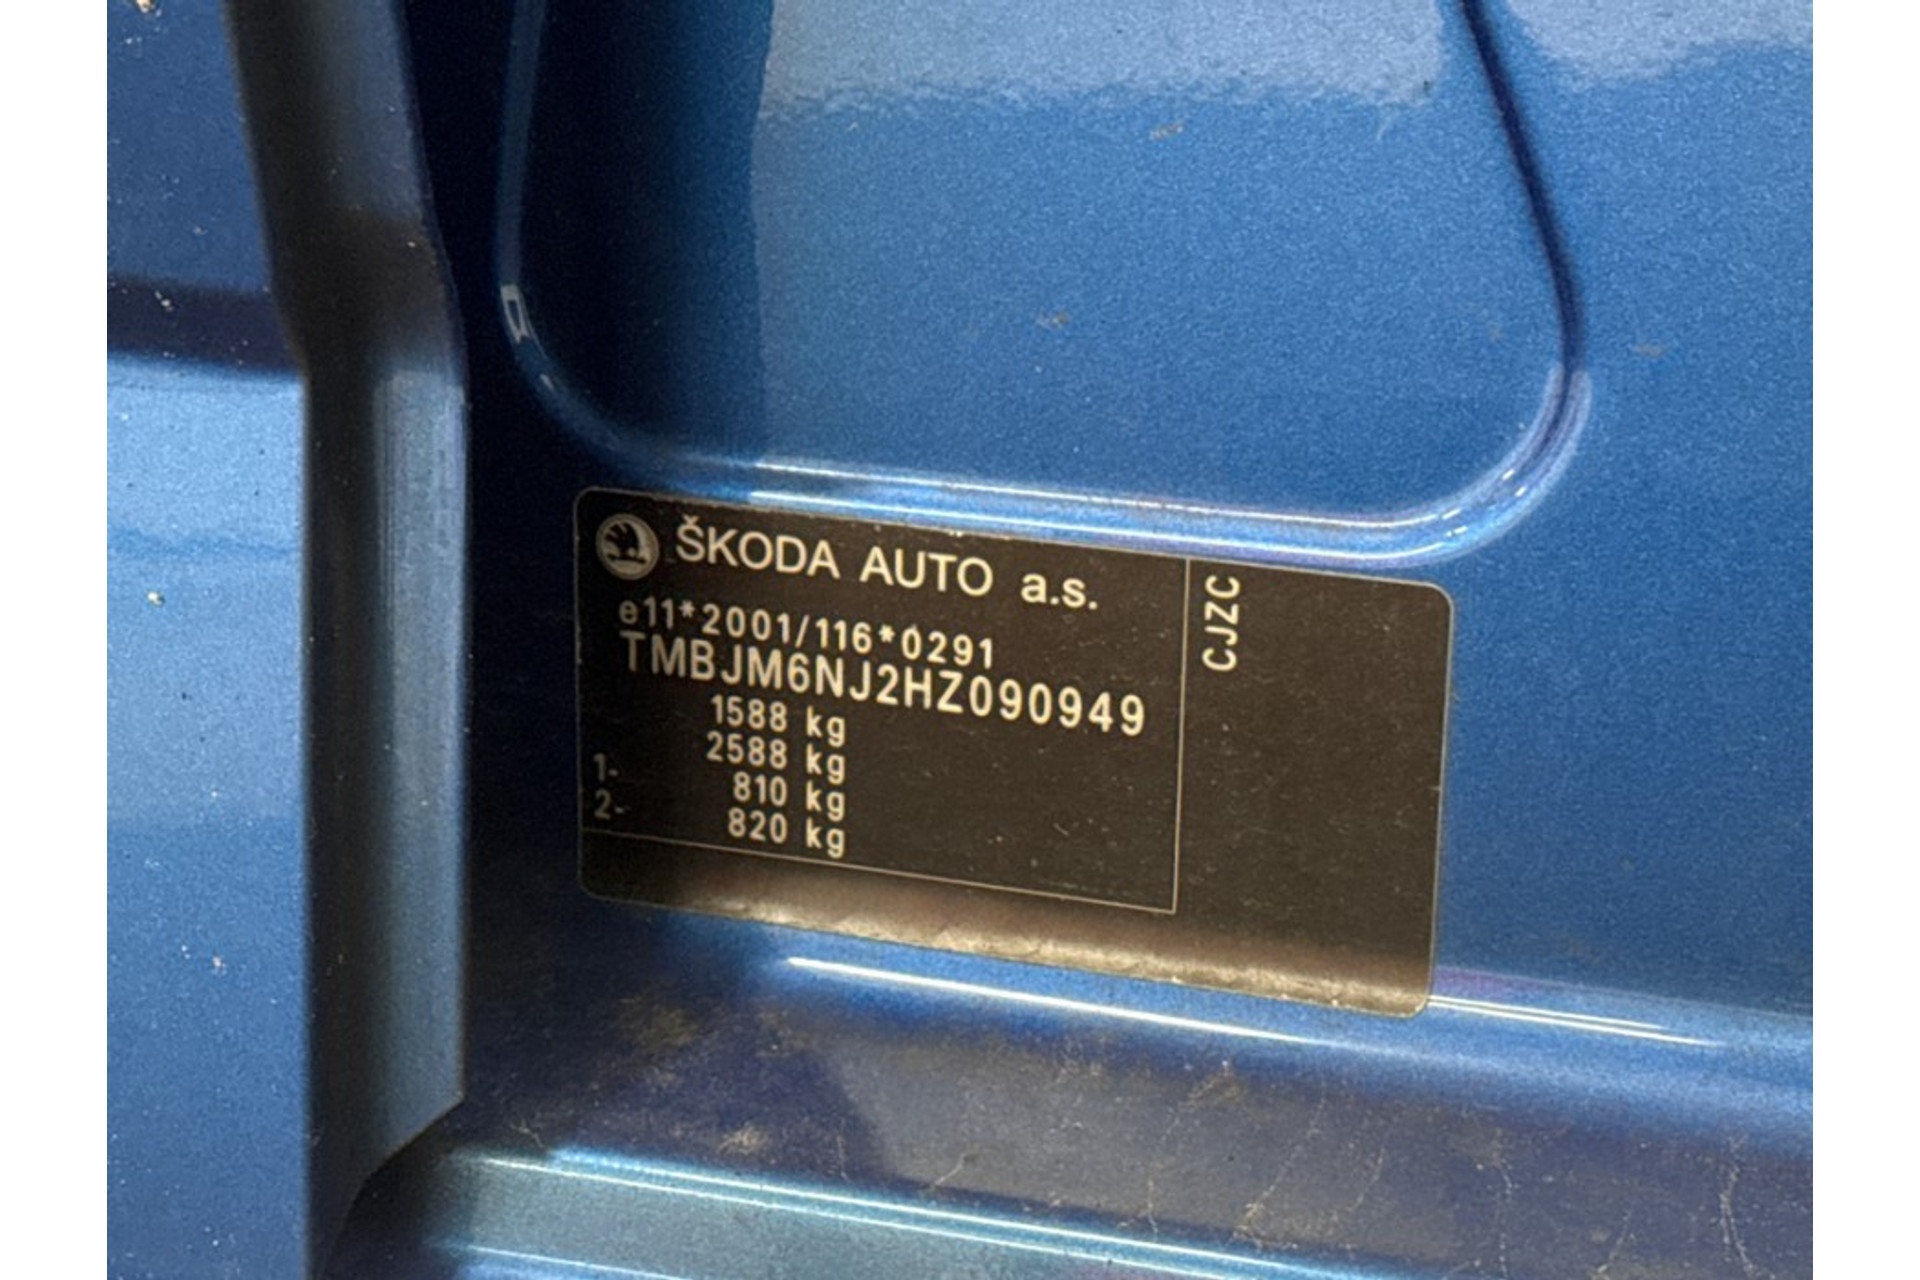 ŠKODA AUTO a.s.
e11*2001/116*0291
TMBJM6NJ2HZ090949
1588 kg
2588 kg
1- 810 kg
2- 820 kg
CJZC